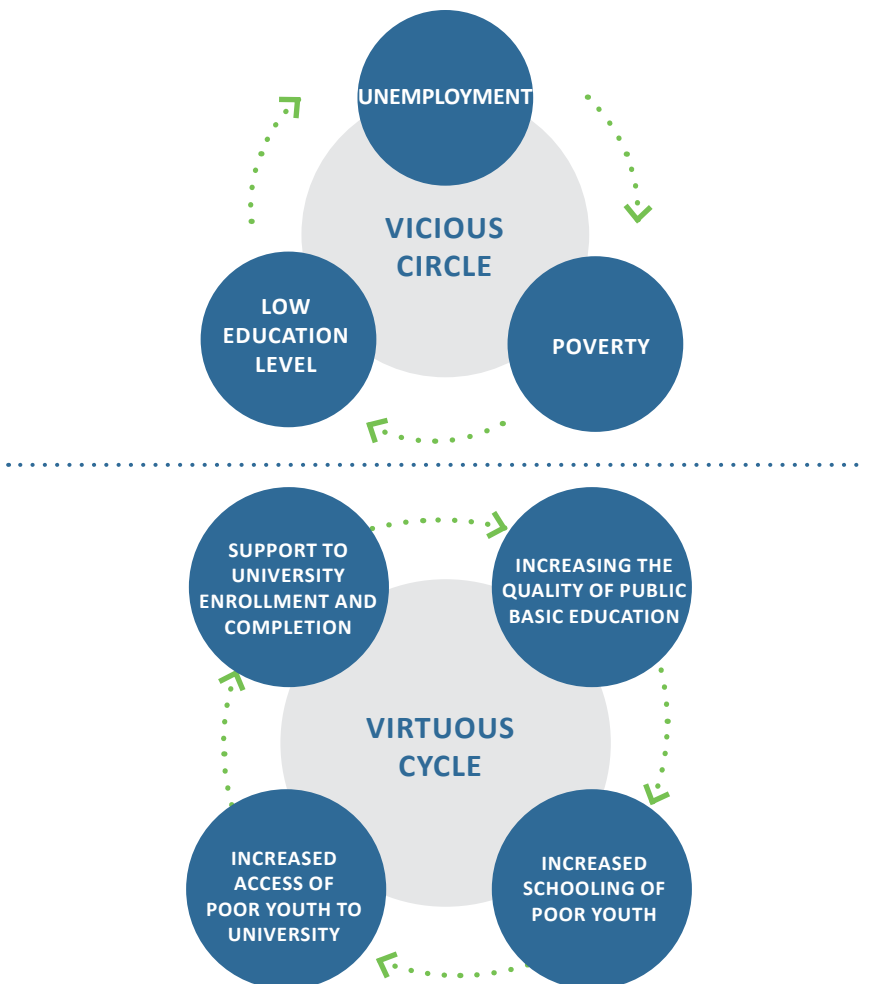 UNEMPLOYMENT
VICIOUS
CIRCLE
LOW
EDUCATION
LEVEL
POVERTY
SUPPORT TO
UNIVERSITY
ENROLLMENT AND
COMPLETION
INCREASING THE
QUALITY OF PUBLIC
BASIC EDUCATION
VIRTUOUS
CYCLE
INCREASED
ACCESS OF
POOR YOUTH TO
UNIVERSITY
INCREASED
SCHOOLING OF
POOR YOUTH